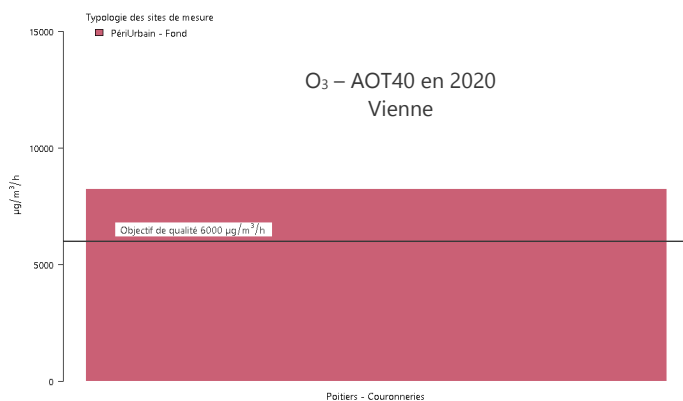 Typologie des sites de mesure
PériUrbain - Fond
15000
O₃ – AOT40 en 2020
Vienne
10000
µg/m³/h
Objectif de qualité 6000 µg/m³/h
5000
0
Poitiers - Couronneries